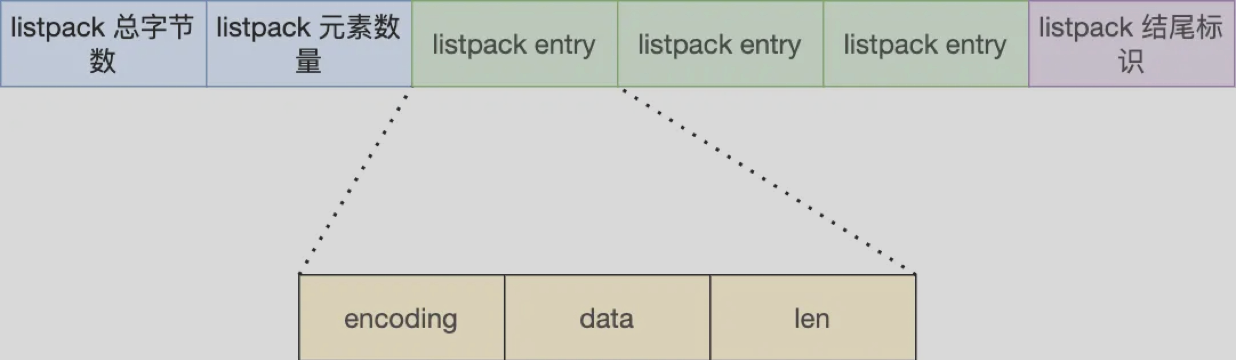 listpack 总字节
数
listpack 元素数
量
listpack entry
listpack entry
listpack entry
listpack 结尾标
识
encoding
data
len